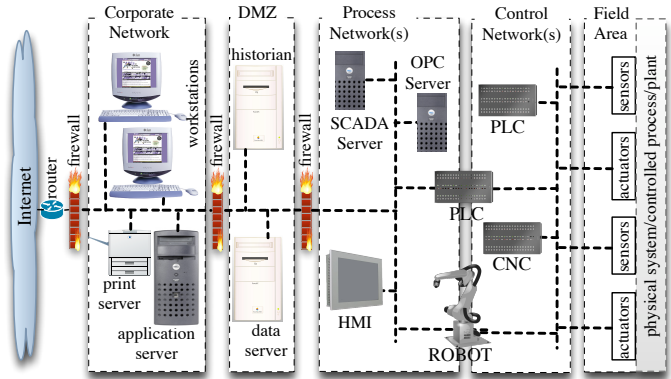 Corporate
Network
DMZ
Process
Network(s)
Control
Network(s)
Field
Area
Internet
router
firewall
workstations
print
server
application
server
firewall
historian
data
server
firewall
SCADA
Server
OPC
Server
HMI
PLC
PLC
CNC
ROBOT
sensors
actuators
sensors
actuators
physical system/controlled process/plant